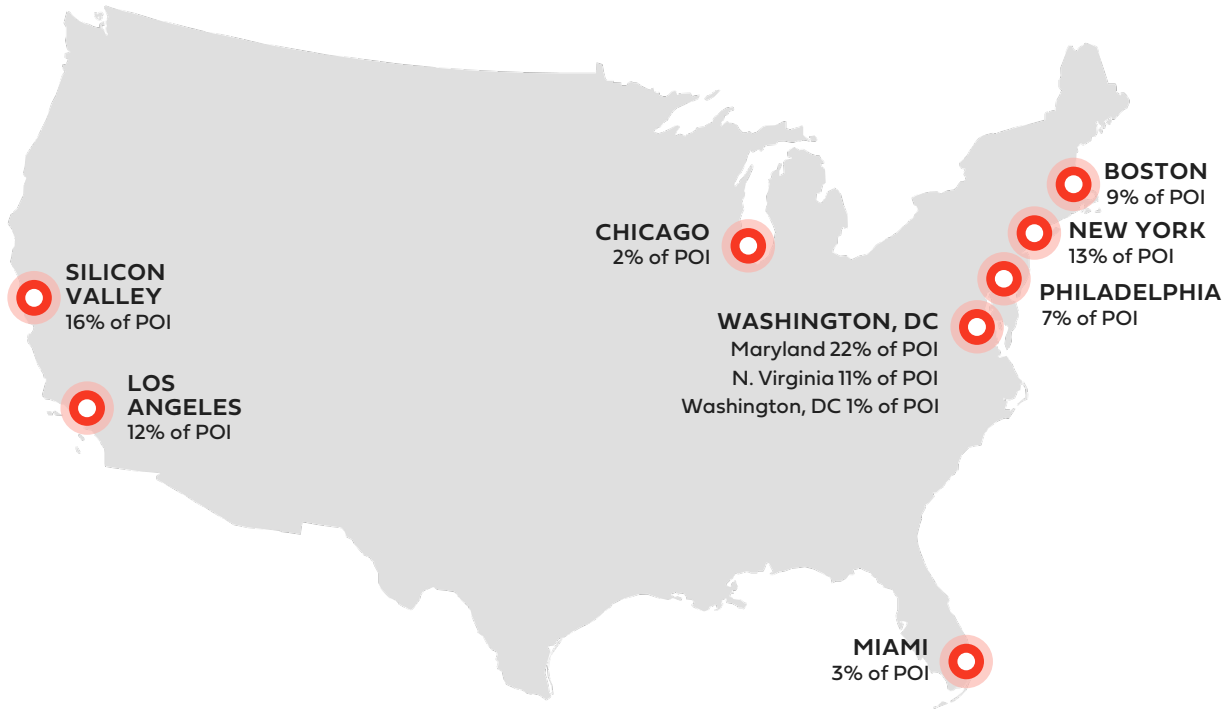 BOSTON
9% of POI
NEW YORK
13% of POI
PHILADELPHIA
7% of POI
CHICAGO
2% of POI
SILICON
VALLEY
16% of POI
WASHINGTON, DC
Maryland 22% of POI
N. Virginia 11% of POI
Washington, DC 1% of POI
LOS
ANGELES
12% of POI
MIAMI
3% of POI